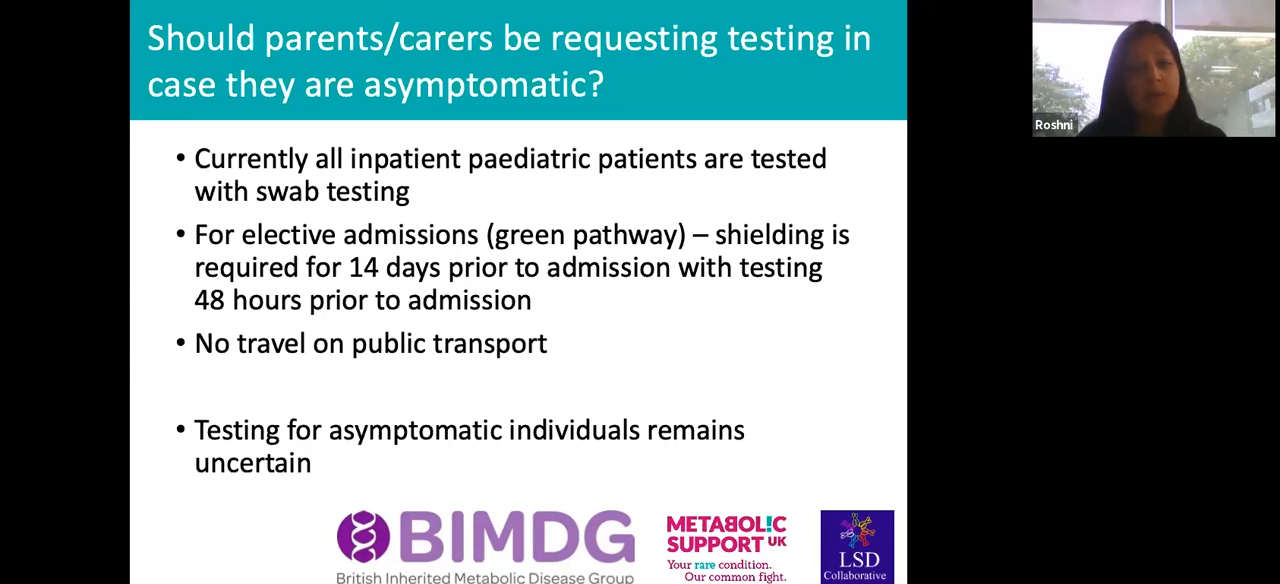 Should parents/carers be requesting testing in
case they are asymptomatic?
Roshni
• Currently all inpatient paediatric patients are tested
with swab testing
• For elective admissions (green pathway) – shielding is
required for 14 days prior to admission with testing
48 hours prior to admission
• No travel on public transport
• Testing for asymptomatic individuals remains
uncertain
BIMDG
British Inherited Metabolic Disease Group
METABOL!C
SUPPORT UK
Your rare condition.
Our common fight.
LSD
Collaborative